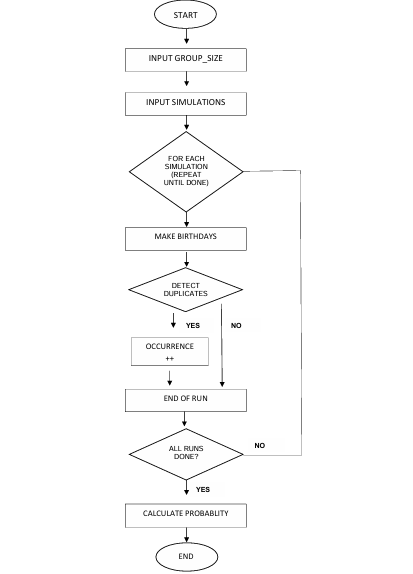 START
INPUT GROUP_SIZE
INPUT SIMULATIONS
FOR EACH
SIMULATION
(REPEAT
UNTIL DONE)
MAKE BIRTHDAYS
DETECT
DUPLICATES
YES
NO
OCCURRENCE
++
END OF RUN
ALL RUNS
DONE?
NO
YES
CALCULATE PROBABLITY
END